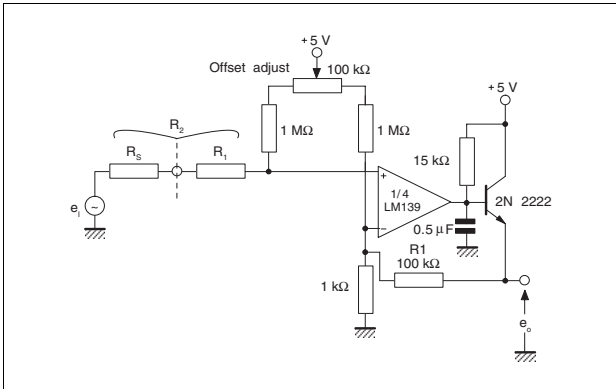 +5 V
Offset adjust
100 kΩ
+5 V
R2
1 MΩ
1 MΩ
RS
R1
15 kΩ
+
1/4
LM139
2N 2222
eI
~
0.5 µF
−
R1
100 kΩ
1 kΩ
eo